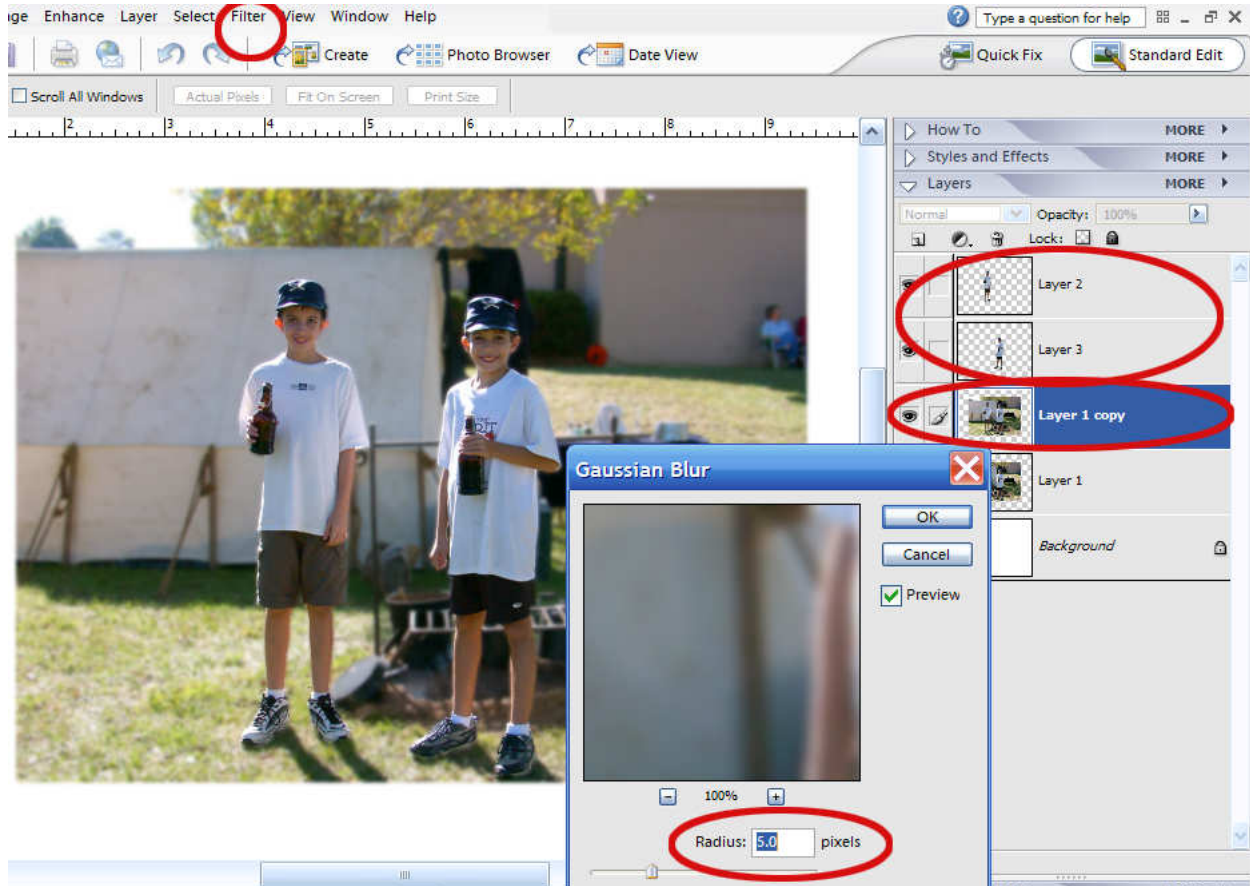 age Enhance Layer Select Filter View Window Help
Type a question for help
Create Photo Browser Date View
Quick Fix Standard Edit
Scroll All Windows Actual Pixels Fit On Screen Print Size
2 3 4 5 6 7 8 9
How To MORE
Styles and Effects MORE
Layers MORE
Normal Opacity: 100%
Lock:
Layer 2
Layer 3
Layer 1 copy
Layer 1
Background
Gaussian Blur
OK
Cancel
Preview
100%
Radius: 5.0 pixels